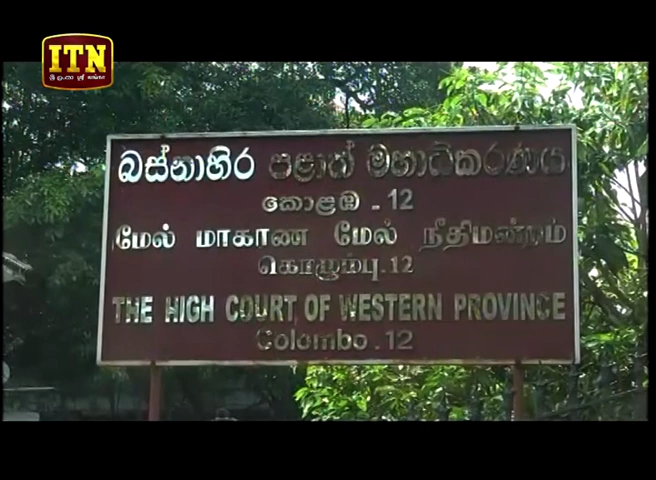 ITN
බස්නාහිර පළාත් මහාධිකරණය
කොළඹ - 12
மேல் மாகாண மேல் நீதிமன்றம்
கொழும்பு.12
THE HIGH COURT OF WESTERN PROVINCE
Colombo.12